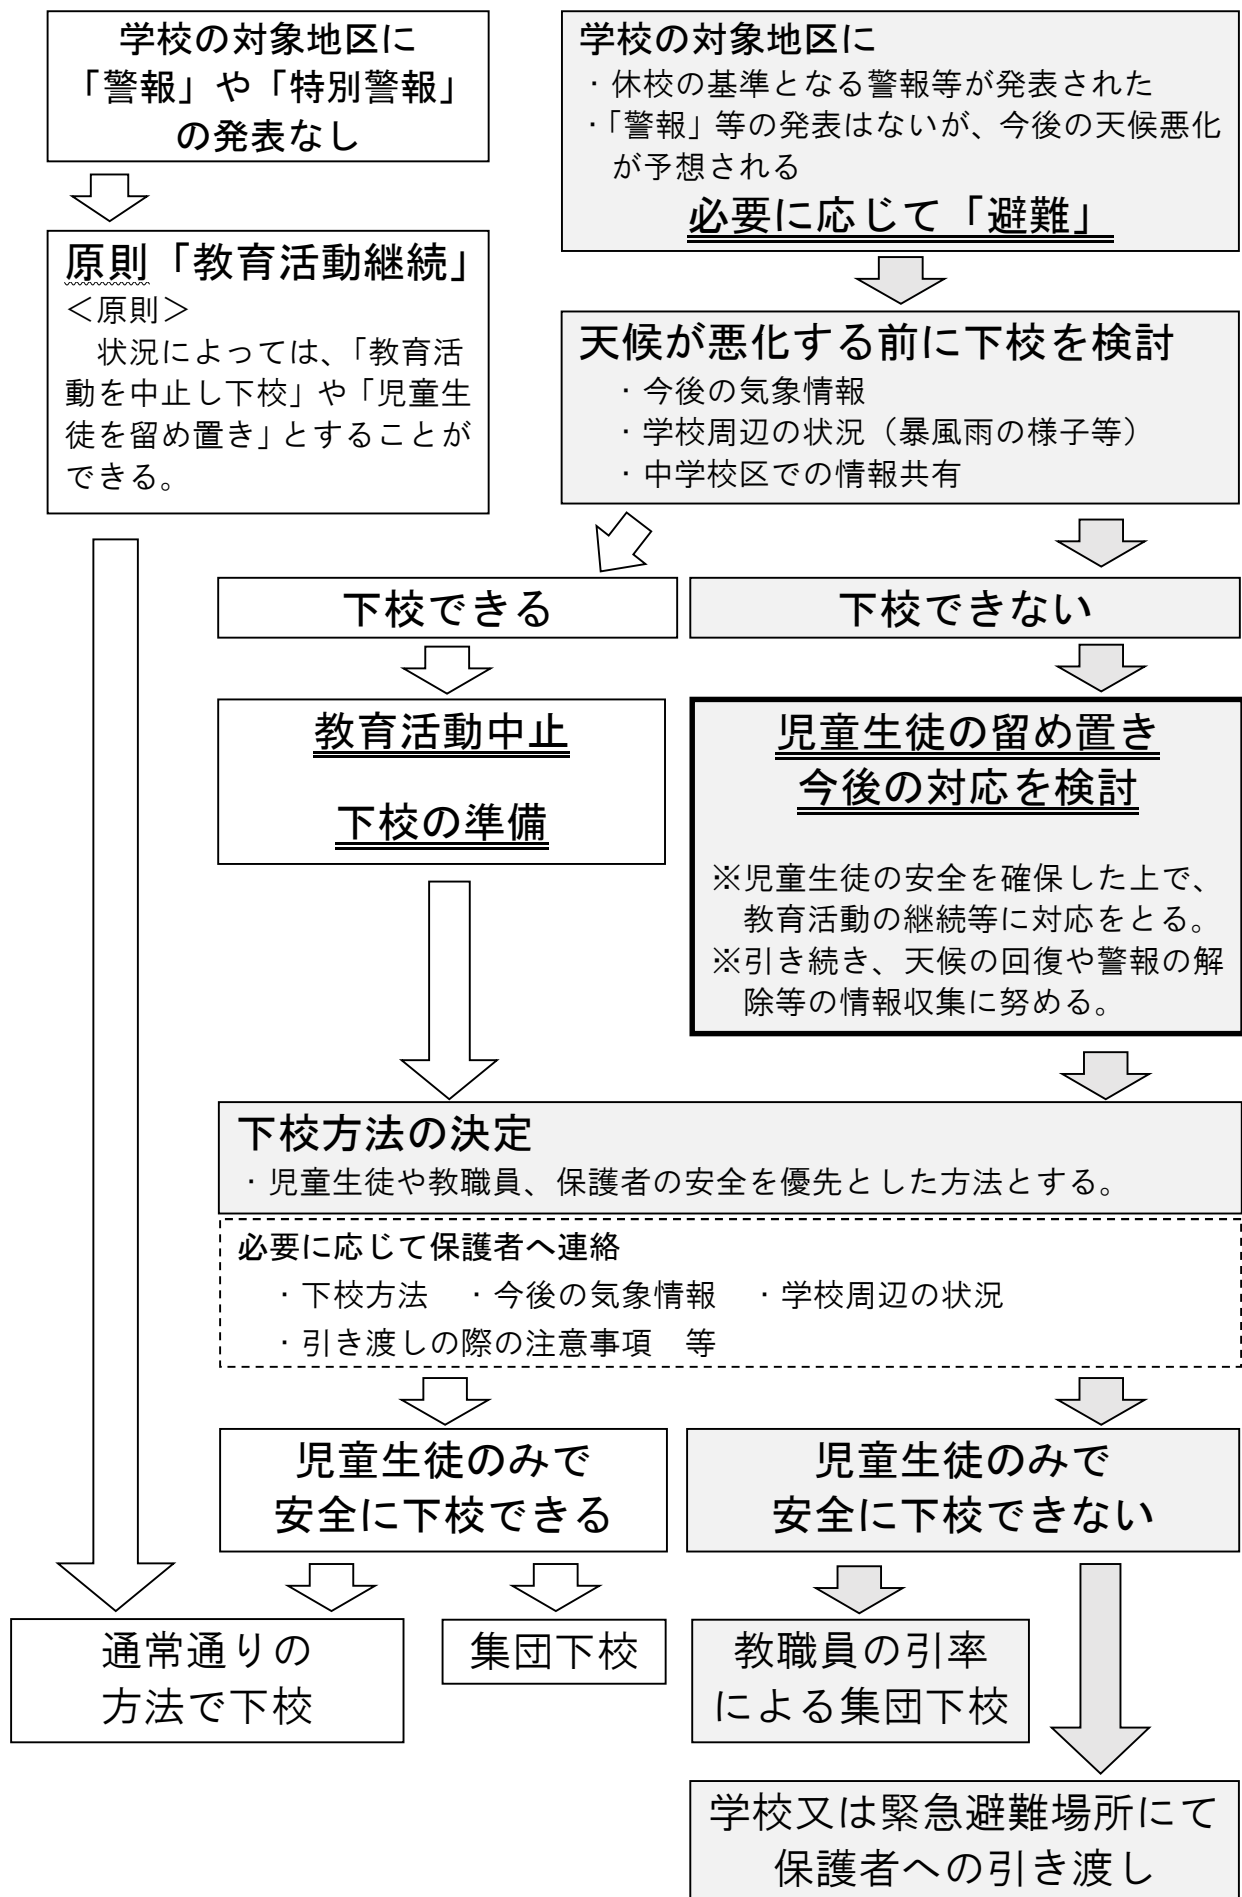 学校の対象地区に
「警報」や「特別警報」
の発表なし
原則「教育活動継続」
＜原則＞
状況によっては、「教育活
動を中止し下校」や「児童生
徒を留め置き」とすることが
できる。
学校の対象地区に
・休校の基準となる警報等が発表された
・「警報」等の発表はないが、今後の天候悪化
が予想される
必要に応じて「避難」
天候が悪化する前に下校を検討
・今後の気象情報
・学校周辺の状況（暴風雨の様子等）
・中学校区での情報共有
下校できる
下校できない
教育活動中止
下校の準備
児童生徒の留め置き
今後の対応を検討
※児童生徒の安全を確保した上で、
教育活動の継続等に対応をとる。
※引き続き、天候の回復や警報の解
除等の情報収集に努める。
下校方法の決定
・児童生徒や教職員、保護者の安全を優先とした方法とする。
必要に応じて保護者へ連絡
・下校方法　・今後の気象情報　・学校周辺の状況
・引き渡しの際の注意事項　等
児童生徒のみで
安全に下校できる
児童生徒のみで
安全に下校できない
通常通りの
方法で下校
集団下校
教職員の引率
による集団下校
学校又は緊急避難場所にて
保護者への引き渡し